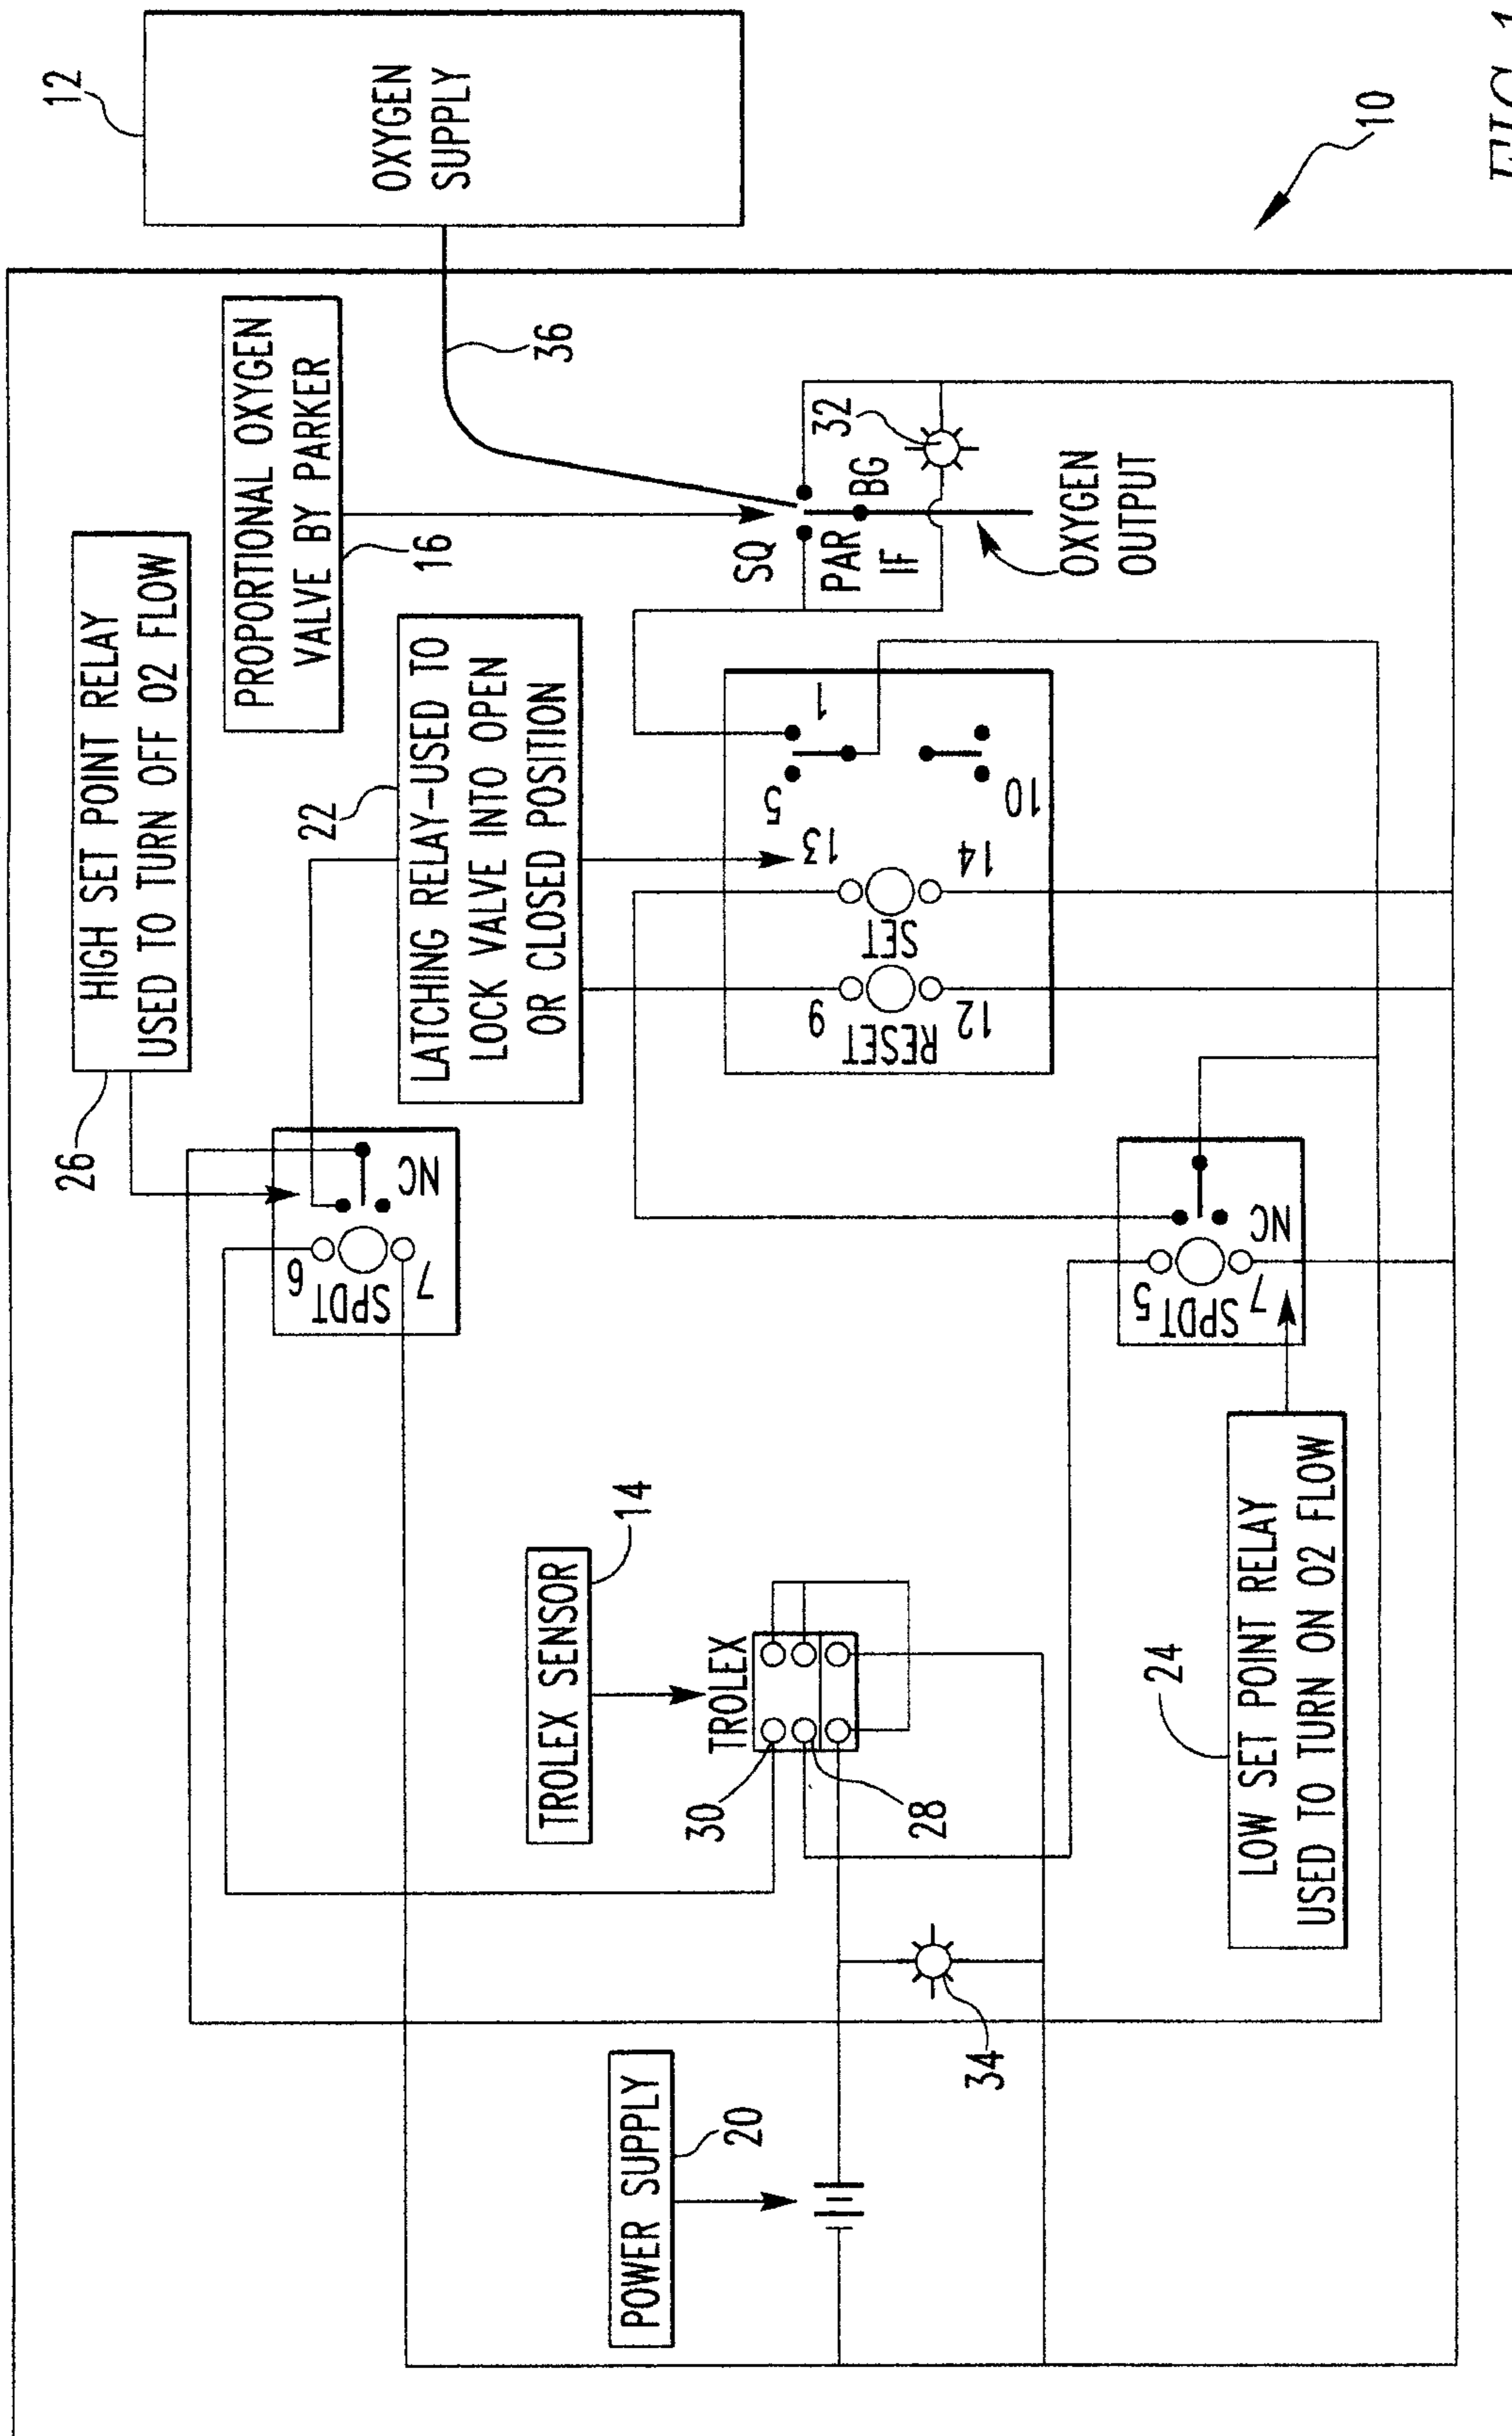 12
OXYGEN
SUPPLY
HIGH SET POINT RELAY
USED TO TURN OFF O2 FLOW
26
PROPORTIONAL OXYGEN
VALVE BY PARKER
16
36
LATCHING RELAY-USED TO
LOCK VALVE INTO OPEN
OR CLOSED POSITION
22
6
SPDT
7
NC
TROLEX SENSOR
14
TROLEX
30
28
POWER SUPPLY
20
34
9
RESET
12
13
SET
14
5
1
10
SQ
PAR
BG
IF
32
OXYGEN
OUTPUT
5
SPDT
7
NC
LOW SET POINT RELAY
USED TO TURN ON O2 FLOW
24
10